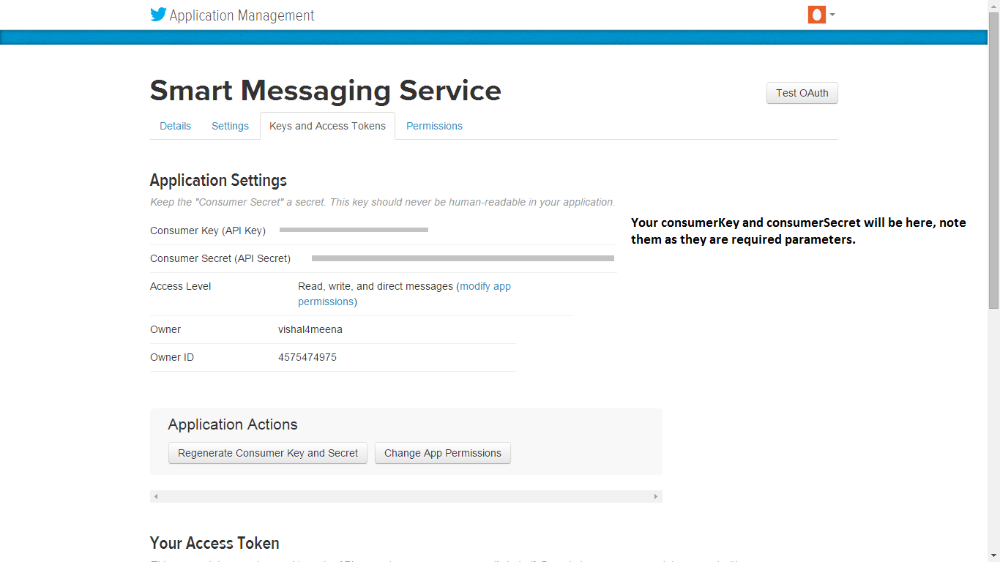 Application Management
Smart Messaging Service
Test OAuth
Details Settings Keys and Access Tokens Permissions
Application Settings
Keep the "Consumer Secret" a secret. This key should never be human-readable in your application.
Consumer Key (API Key)
Your consumerKey and consumerSecret will be here, note
them as they are required parameters.
Consumer Secret (API Secret)
Access Level Read, write, and direct messages (modify app
permissions)
Owner vishal4meena
Owner ID 4575474975
Application Actions
Regenerate Consumer Key and Secret Change App Permissions
Your Access Token